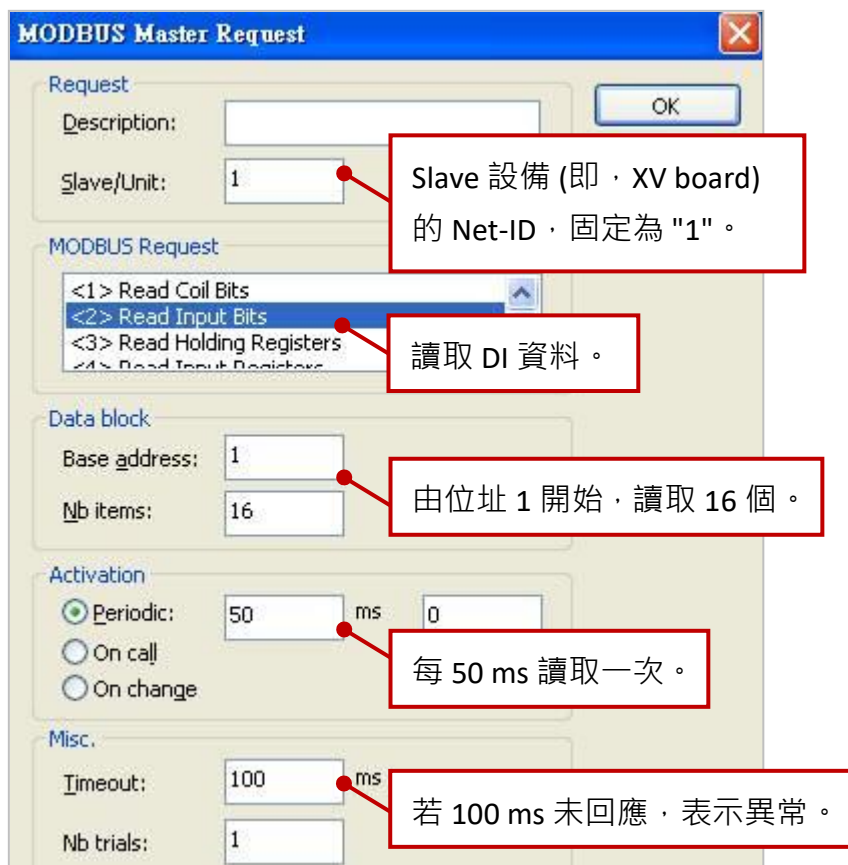 MODBUS Master Request
Request
OK
Description:
Slave/Unit:
1
Slave 設備 (即，XV board)
的 Net-ID，固定為 "1"。
MODBUS Request
<1> Read Coil Bits
<2> Read Input Bits
<3> Read Holding Registers
<4> Read Input Registers
讀取 DI 資料。
Data block
Base address:
1
Nb items:
16
由位址 1 開始，讀取 16 個。
Activation
Periodic:
50
ms
0
On call
On change
每 50 ms 讀取一次。
Misc.
Timeout:
100
ms
若 100 ms 未回應，表示異常。
Nb trials:
1